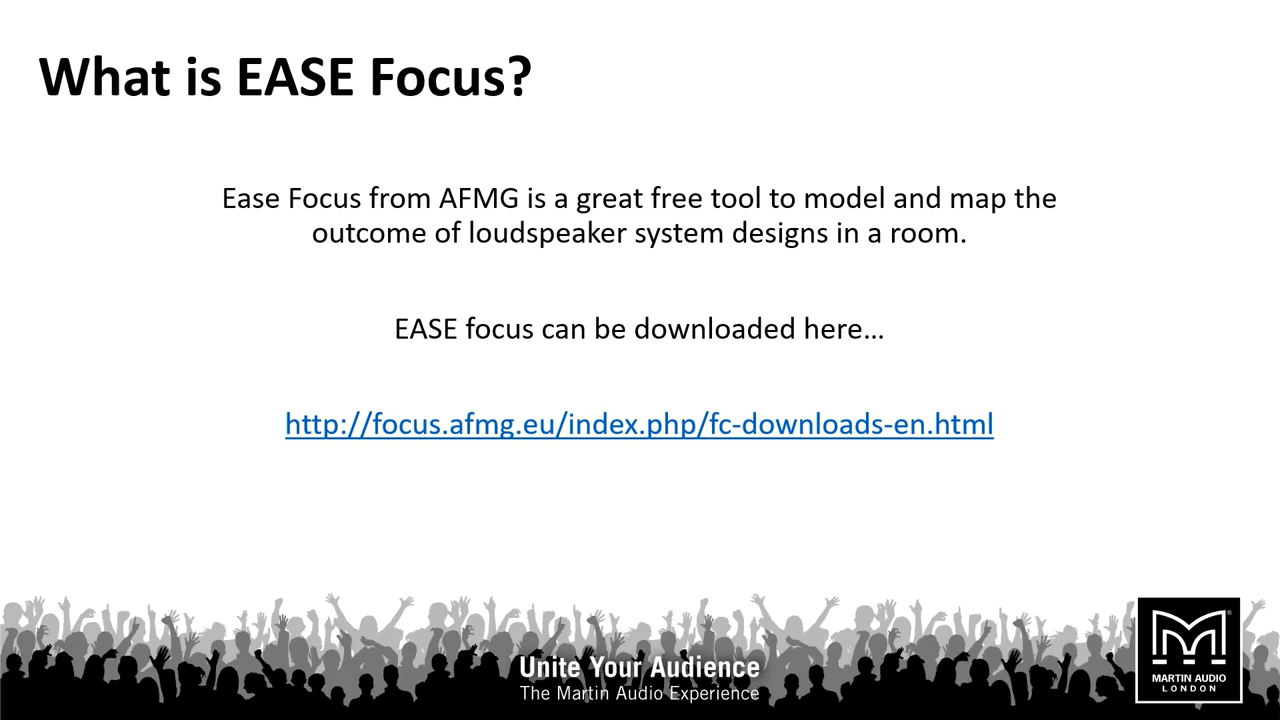 What is EASE Focus?
Ease Focus from AFMG is a great free tool to model and map the
outcome of loudspeaker system designs in a room.
EASE focus can be downloaded here…
http://focus.afmg.eu/index.php/fc-downloads-en.html
Unite Your Audience
The Martin Audio Experience
®
MARTIN AUDIO
LONDON